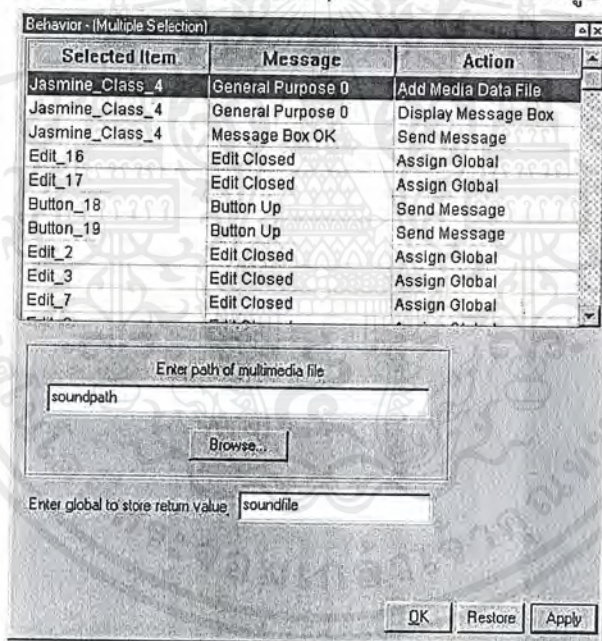 Behavior - (Multiple Selection)
Selected Item Message Action
Jasmine_Class_4 General Purpose 0 Add Media Data File
Jasmine_Class_4 General Purpose 0 Display Message Box
Jasmine_Class_4 Message Box OK Send Message
Edit_16 Edit Closed Assign Global
Edit_17 Edit Closed Assign Global
Button_18 Button Up Send Message
Button_19 Button Up Send Message
Edit_2 Edit Closed Assign Global
Edit_3 Edit Closed Assign Global
Edit_7 Edit Closed Assign Global
Enter path of multimedia file
soundpath
Browse...
Enter global to store return value soundfile
OK Restore Apply